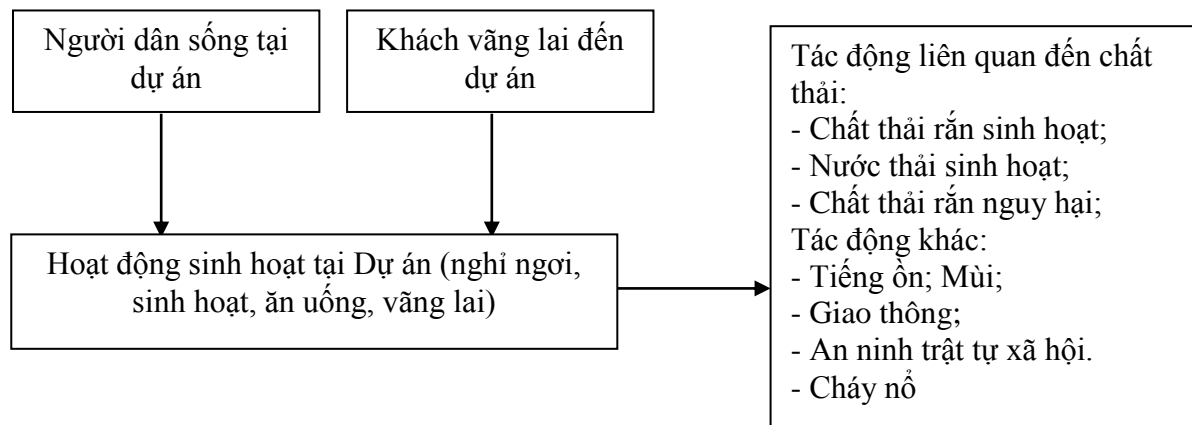 Người dân sống tại
dự án
Khách vãng lai đến
dự án
Tác động liên quan đến chất
thải:
- Chất thải rắn sinh hoạt;
- Nước thải sinh hoạt;
- Chất thải rắn nguy hại;
Tác động khác:
- Tiếng ồn; Mùi;
- Giao thông;
- An ninh trật tự xã hội.
- Cháy nổ
Hoạt động sinh hoạt tại Dự án (nghỉ ngơi,
sinh hoạt, ăn uống, vãng lai)